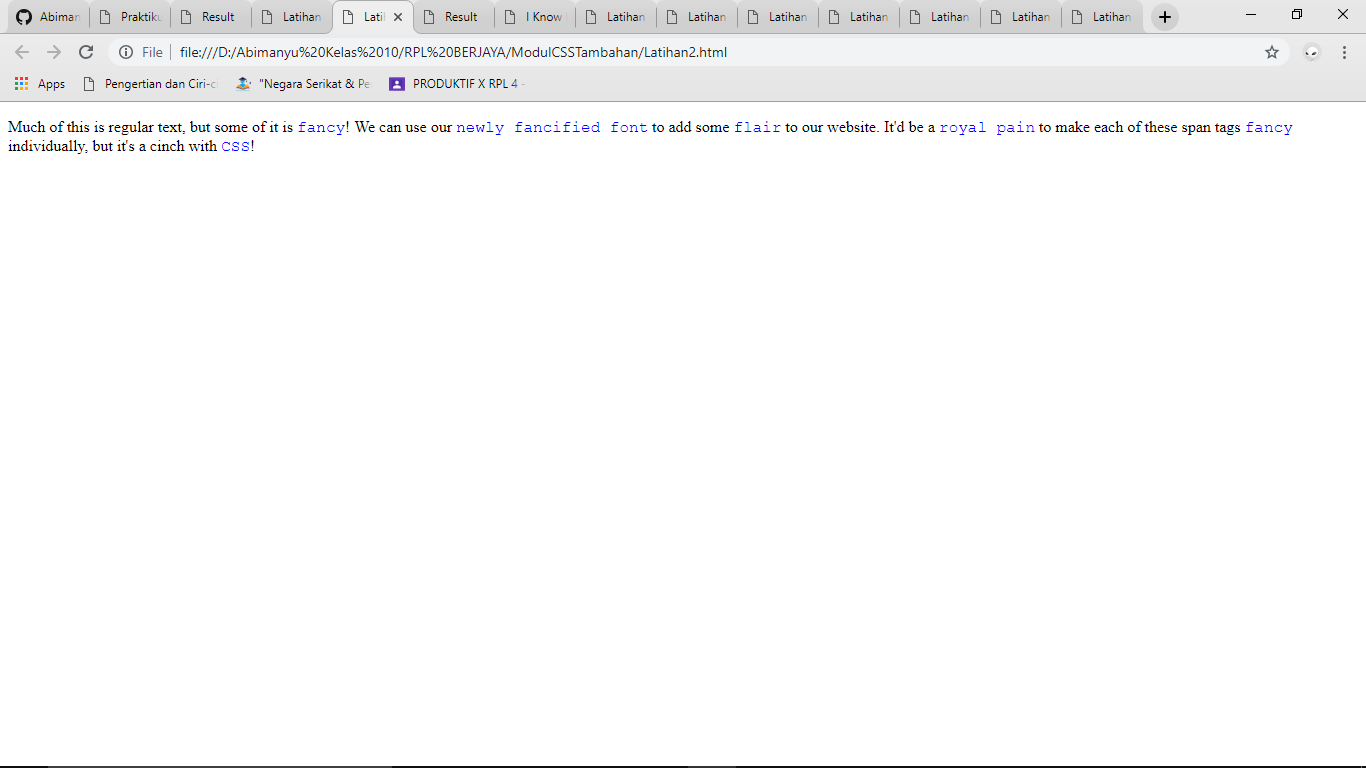 Abiman
Praktiku
Result
Latihan
Lati
Result
I Know
Latihan
Latihan
Latihan
Latihan
Latihan
Latihan
Latihan
File
file:///D:/Abimanyu%20Kelas%2010/RPL%20BERJAYA/ModulCSSTambahan/Latihan2.html
Apps
Pengertian dan Ciri-c
"Negara Serikat & Pe
PRODUKTIF X RPL 4 -
Much of this is regular text, but some of it is fancy! We can use our newly fancified font to add some flair to our website. It'd be a royal pain to make each of these span tags fancy
individually, but it's a cinch with CSS!